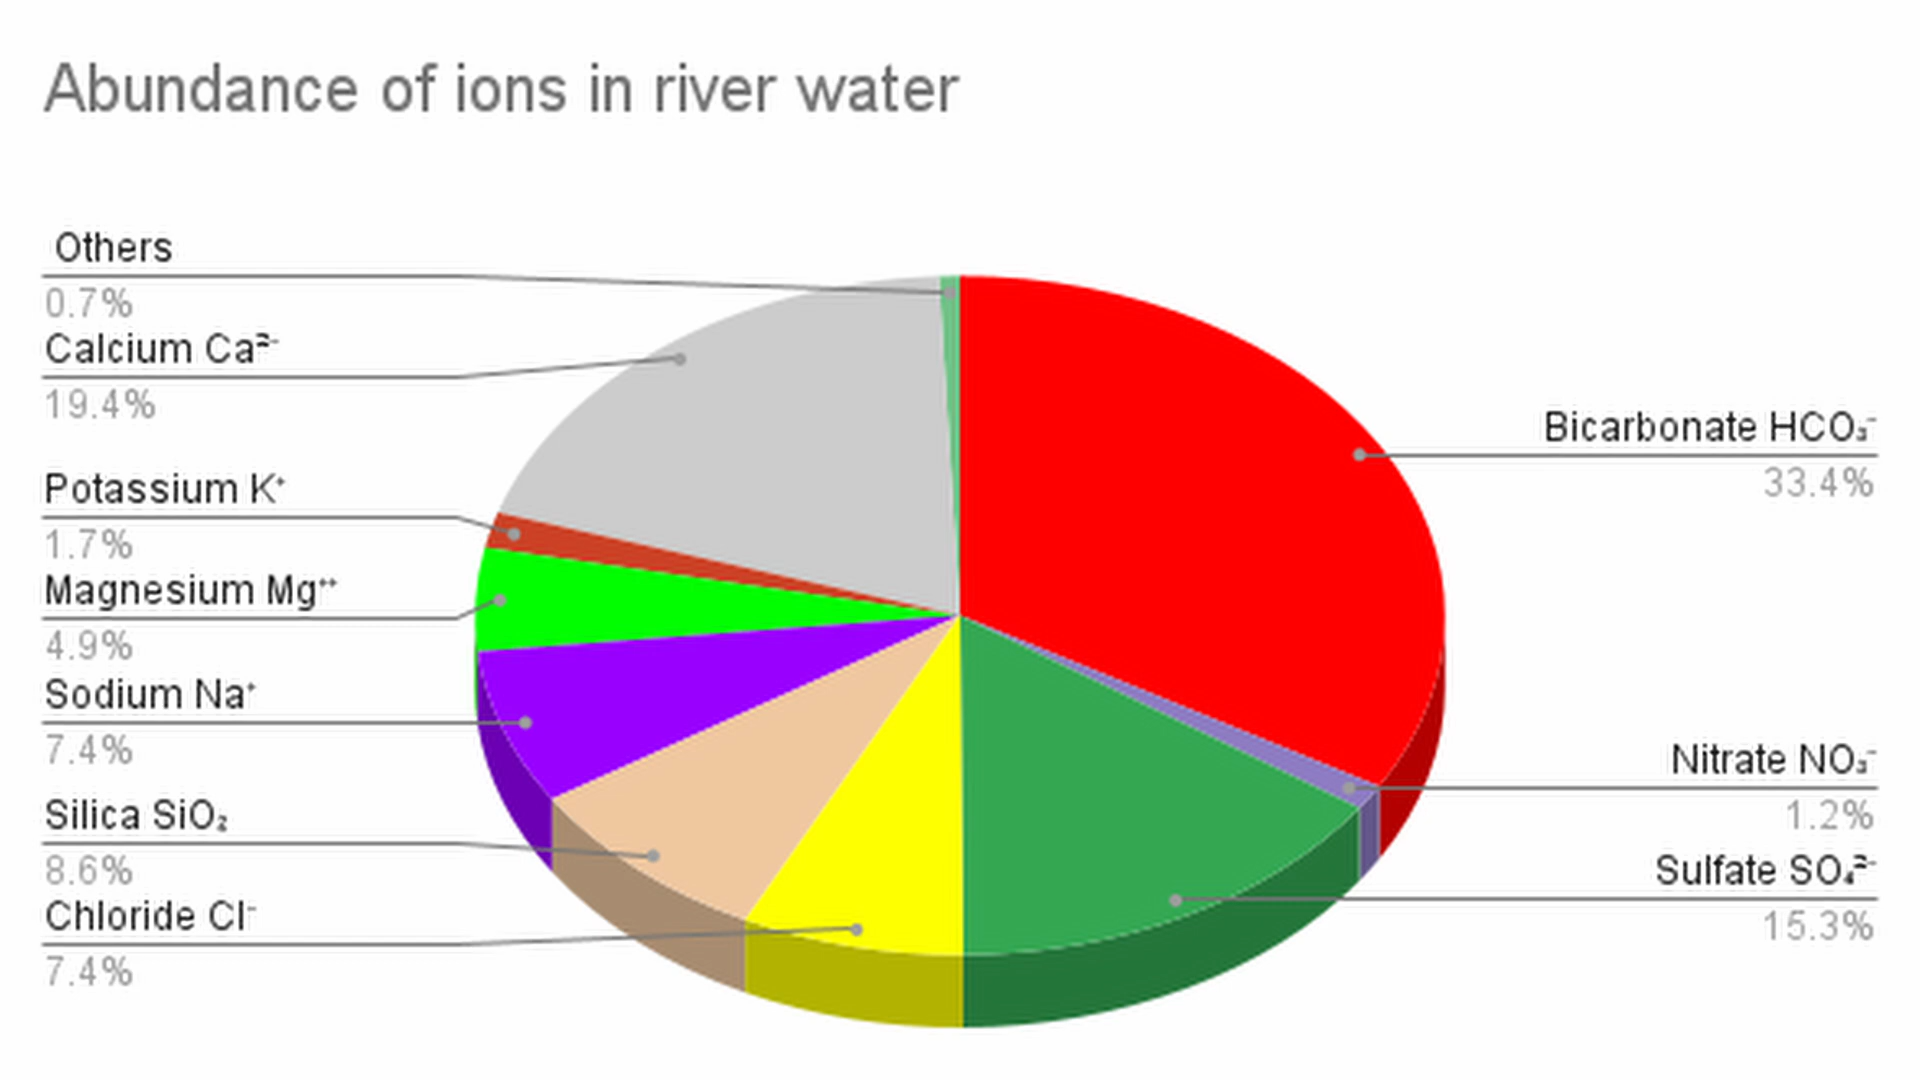 Abundance of ions in river water
Others
0.7%
Calcium Ca²⁻
19.4%
Potassium K⁺
1.7%
Magnesium Mg⁺⁺
4.9%
Sodium Na⁺
7.4%
Silica SiO₂
8.6%
Chloride Cl⁻
7.4%
Bicarbonate HCO₃⁻
33.4%
Nitrate NO₃⁻
1.2%
Sulfate SO₄²⁻
15.3%